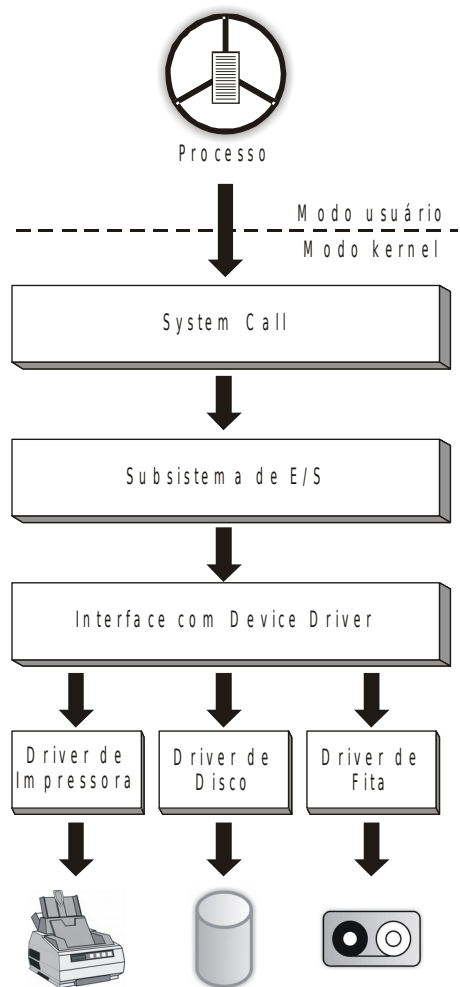 Processo
Modo usuário
Modo kernel
System Call
Subsistema de E/S
Interface com Device Driver
Driver de
Impressora
Driver de
Disco
Driver de
Fita